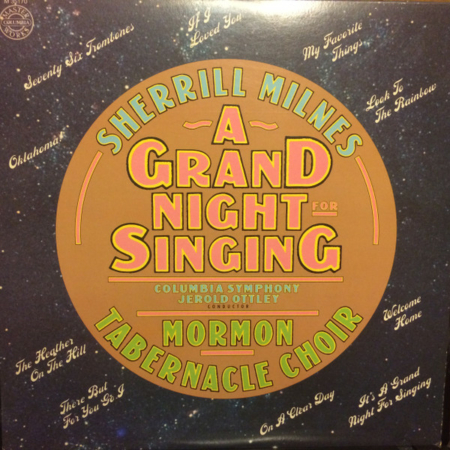 COLUMBIA
Seventy Six Trombones
If I
Loved You
My Favorite
Things
Look To
The Rainbow
Oklahoma!
SHERRILL MILNES
A
GRAND
NIGHT
FOR
SINGING
COLUMBIA SYMPHONY
JEROLD OTTLEY
CONDUCTOR
MORMON
TABERNACLE CHOIR
Welcome
Home
The Heather
On The Hill
There But
For You Go I
On A Clear Day
It's A Grand
Night For Singing